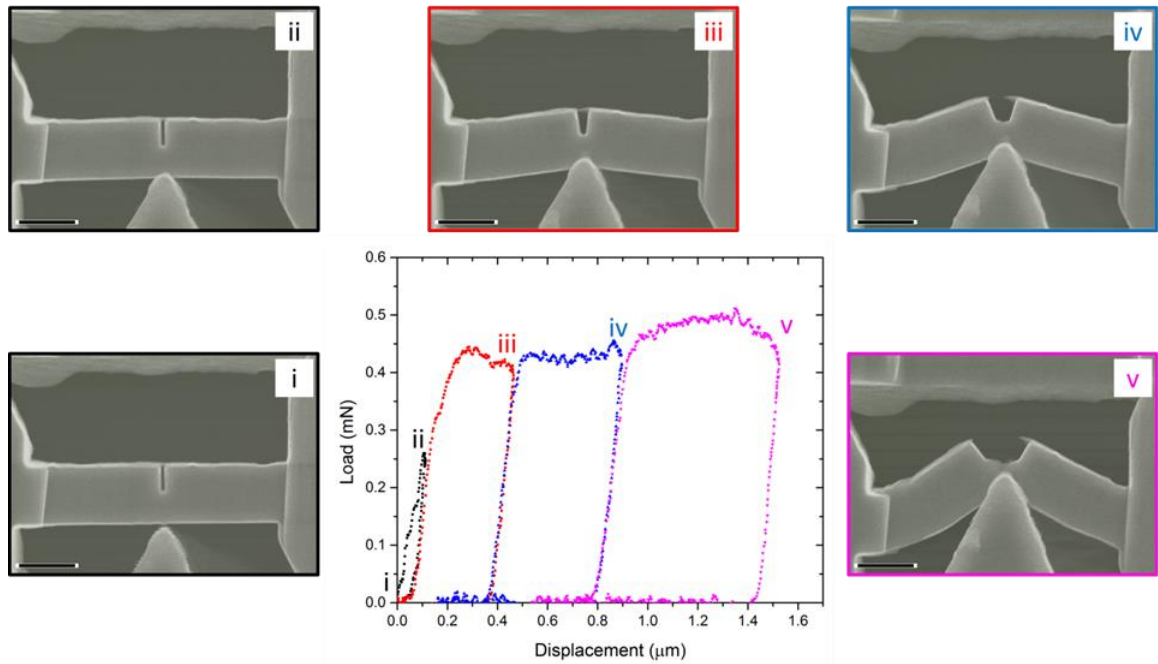 ii
iii
iv
i
v
0.6
0.5
0.4
0.3
0.2
0.1
0.0
Load (mN)
i
ii
iii
iv
v
0.0 0.2 0.4 0.6 0.8 1.0 1.2 1.4 1.6
Displacement (μm)